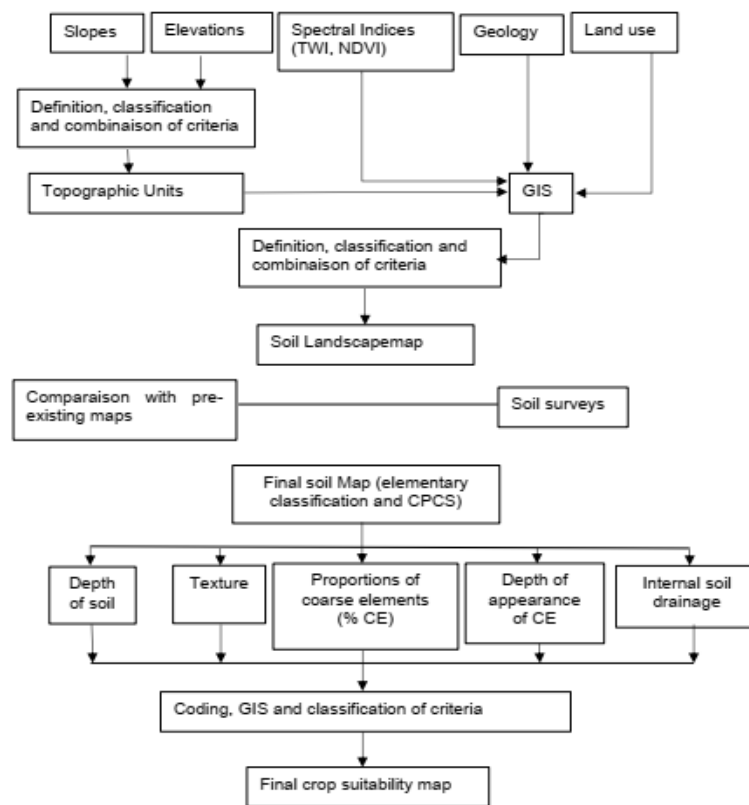 Slopes
Elevations
Spectral Indices
(TWI, NDVI)
Geology
Land use
Definition, classification
and combinaison of criteria
Topographic Units
GIS
Definition, classification and
combinaison of criteria
Soil Landscapemap
Comparaison with pre-
existing maps
Soil surveys
Final soil Map (elementary
classification and CPCS)
Depth
of soil
Texture
Proportions of
coarse elements
(% CE)
Depth of
appearance
of CE
Internal soil
drainage
Coding, GIS and classification of criteria
Final crop suitability map